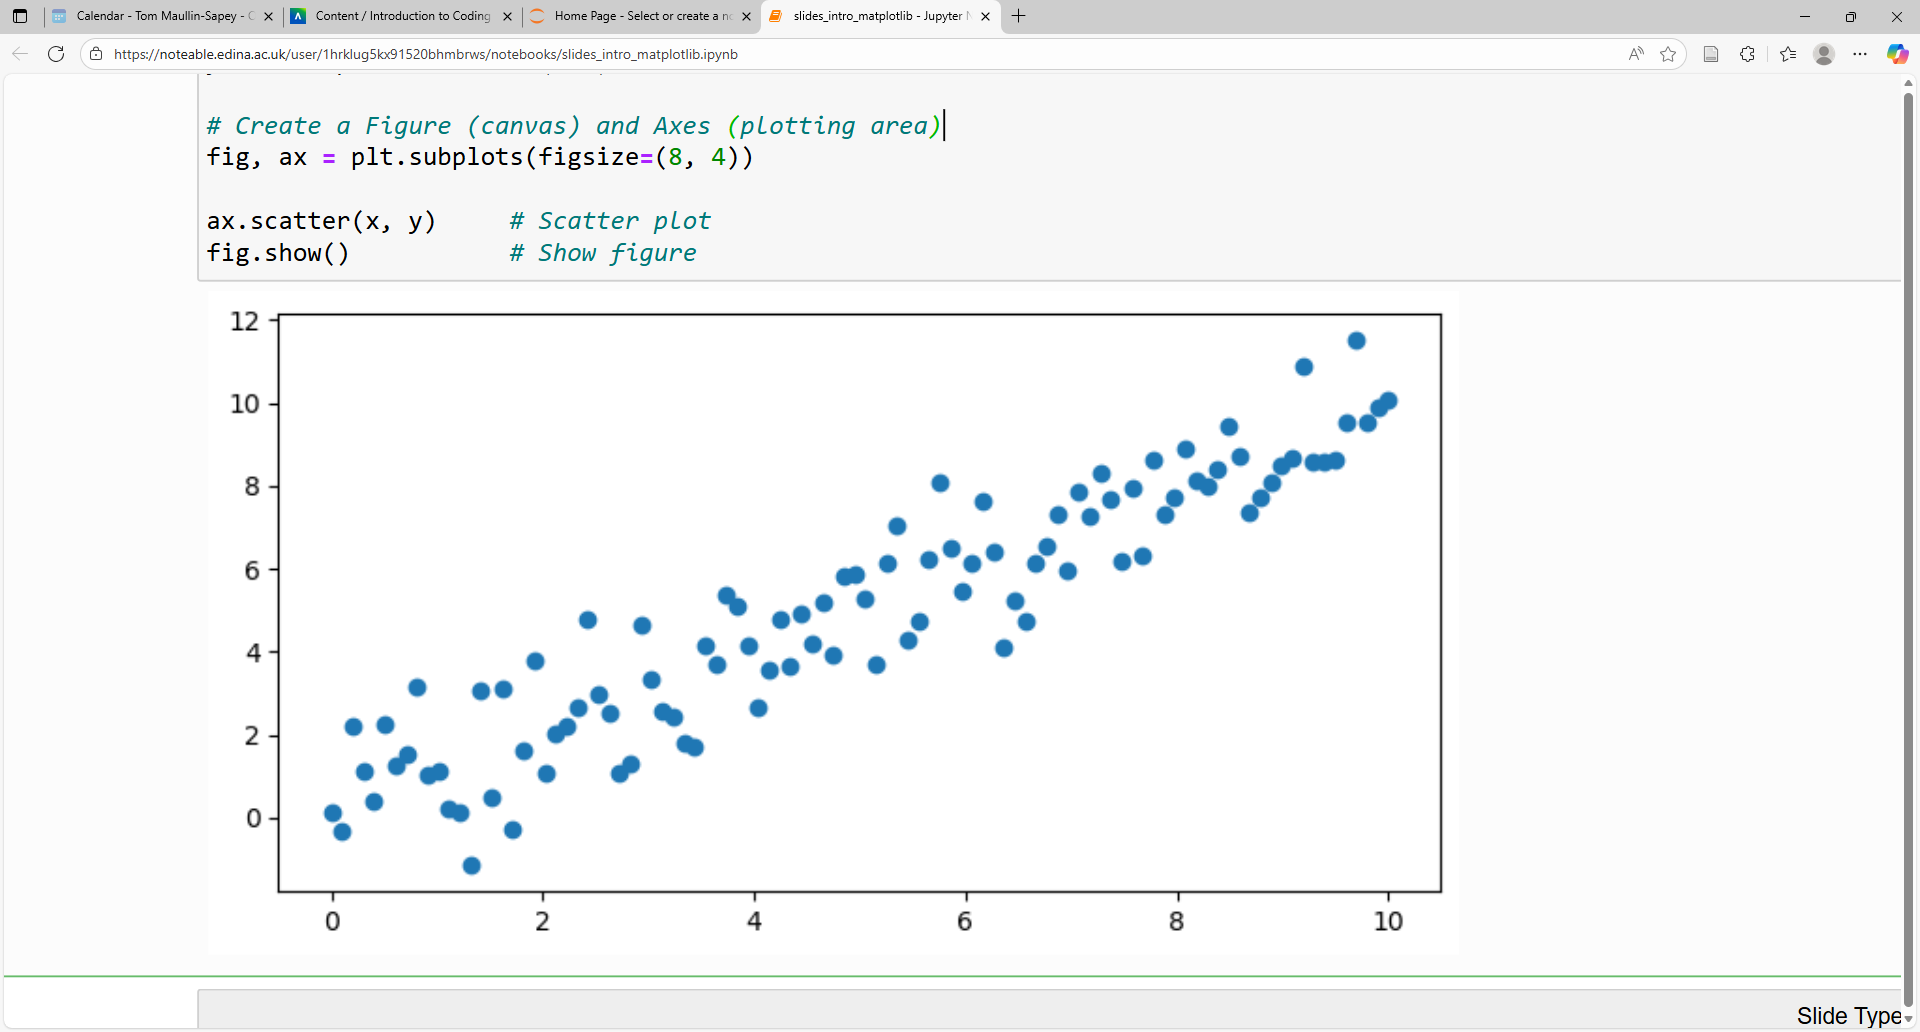 Calendar - Tom Maullin-Sapey -
Content / Introduction to Coding
Home Page - Select or create a
slides_intro_matplotlib - Jupyter
https://noteable.edina.ac.uk/user/1hrklug5kx91520bhmbrws/notebooks/slides_intro_matplotlib.ipynb
# Create a Figure (canvas) and Axes (plotting area)
fig, ax = plt.subplots(figsize=(8, 4))
ax.scatter(x, y)     # Scatter plot
fig.show()           # Show figure
12
10
8
6
4
2
0
0 2 4 6 8 10
Slide Type